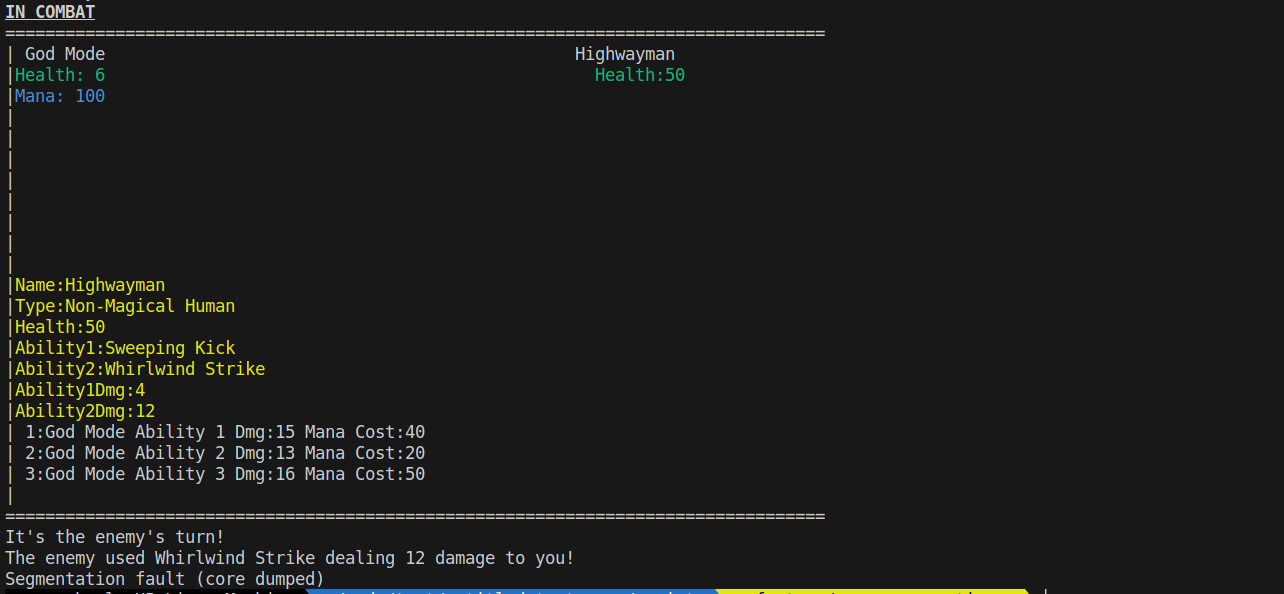 IN COMBAT
==================================================================================
| God Mode                                               Highwayman
|Health: 6                                                 Health:50
|Mana: 100
|
|
|
|
|
|
|
|
|Name:Highwayman
|Type:Non-Magical Human
|Health:50
|Ability1:Sweeping Kick
|Ability2:Whirlwind Strike
|Ability1Dmg:4
|Ability2Dmg:12
| 1:God Mode Ability 1 Dmg:15 Mana Cost:40
| 2:God Mode Ability 2 Dmg:13 Mana Cost:20
| 3:God Mode Ability 3 Dmg:16 Mana Cost:50
|
==================================================================================
It's the enemy's turn!
The enemy used Whirlwind Strike dealing 12 damage to you!
Segmentation fault (core dumped)